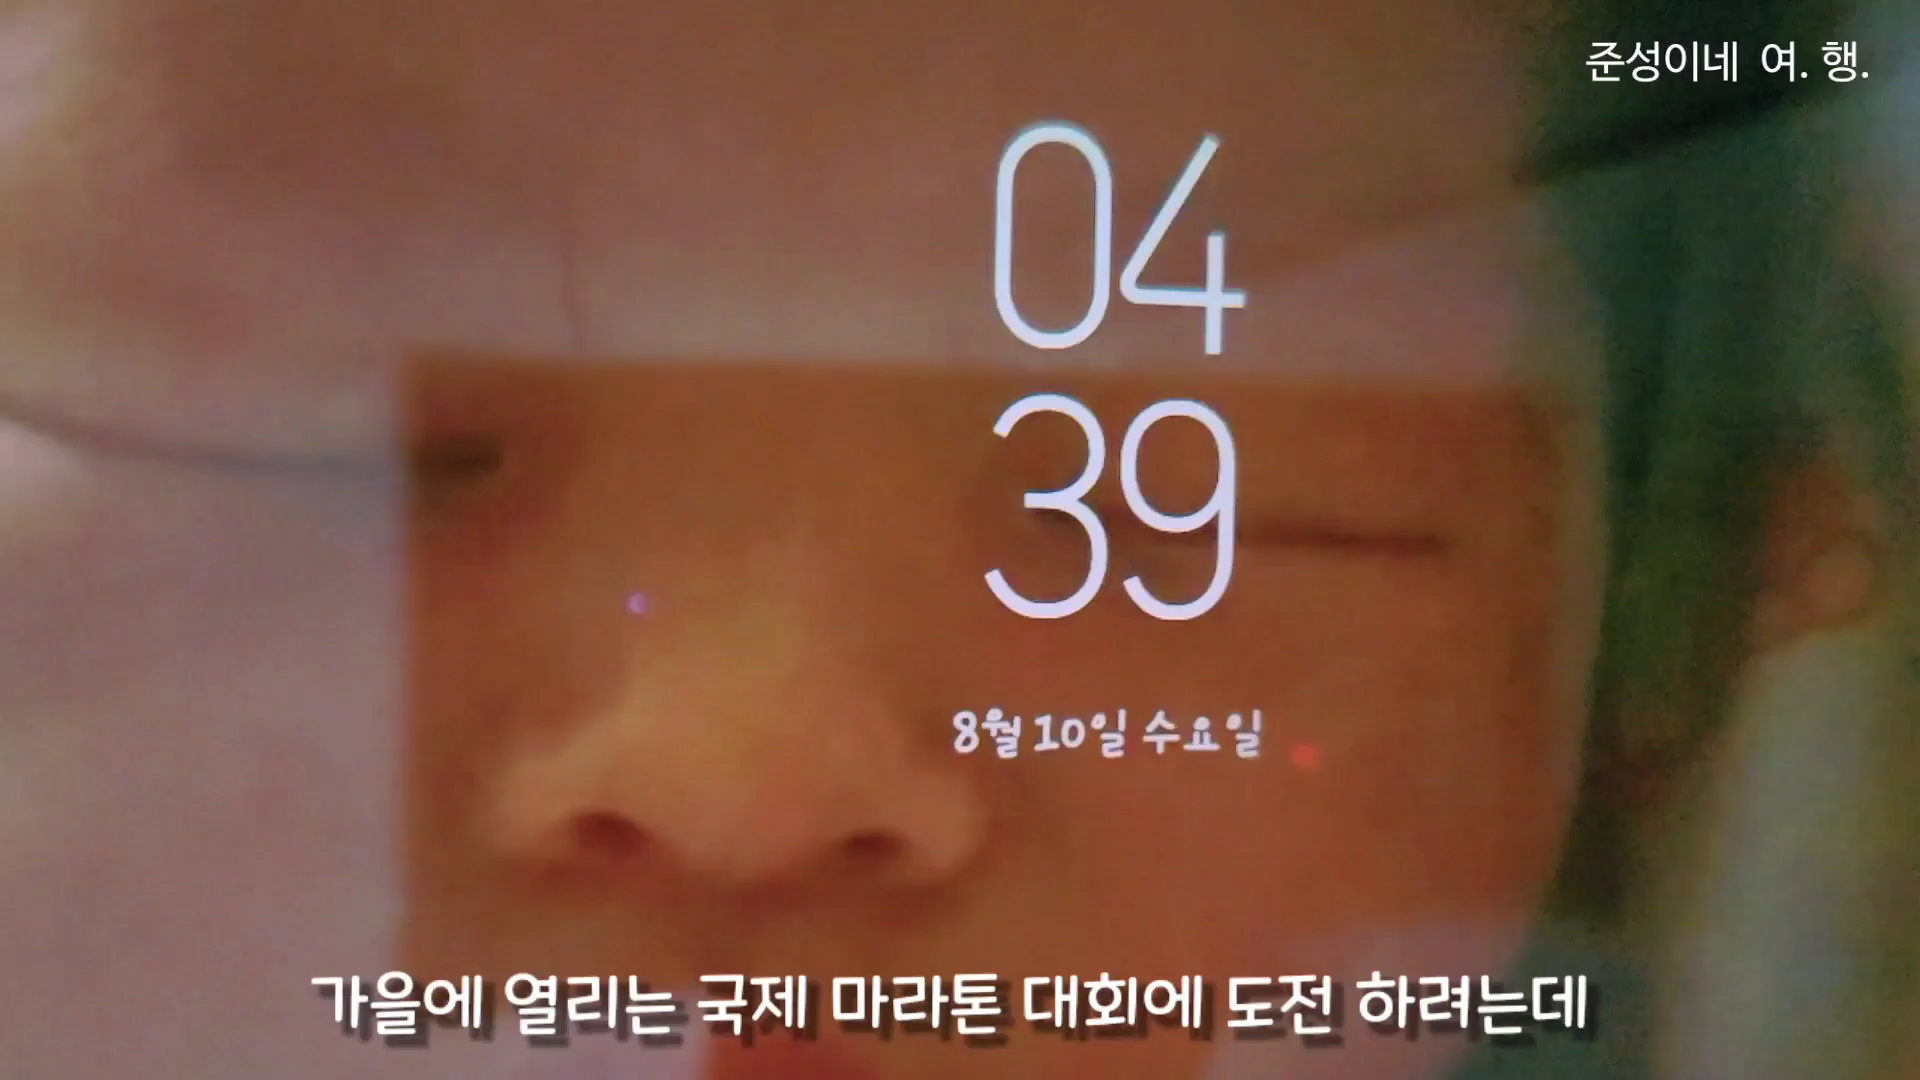 준성이네 여. 행.
04
39
8월 10일 수요일
가을에 열리는 국제 마라톤 대회에 도전 하려는데